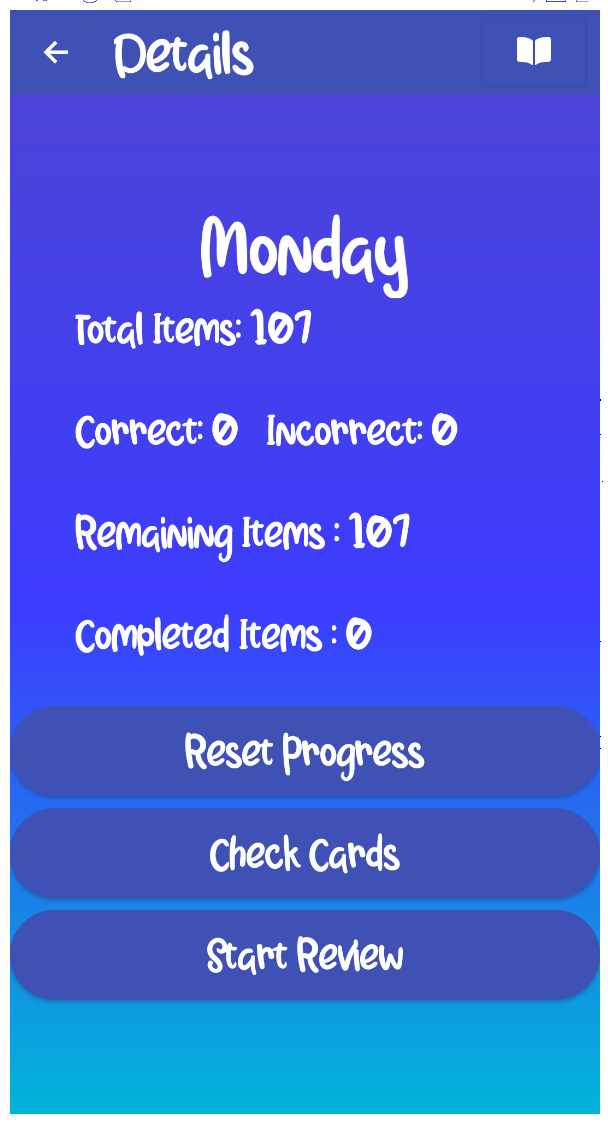 Details
Monday
Total Items: 107
Correct: 0 Incorrect: 0
Remaining Items : 107
Completed Items : 0
Reset Progress
Check Cards
Start Review